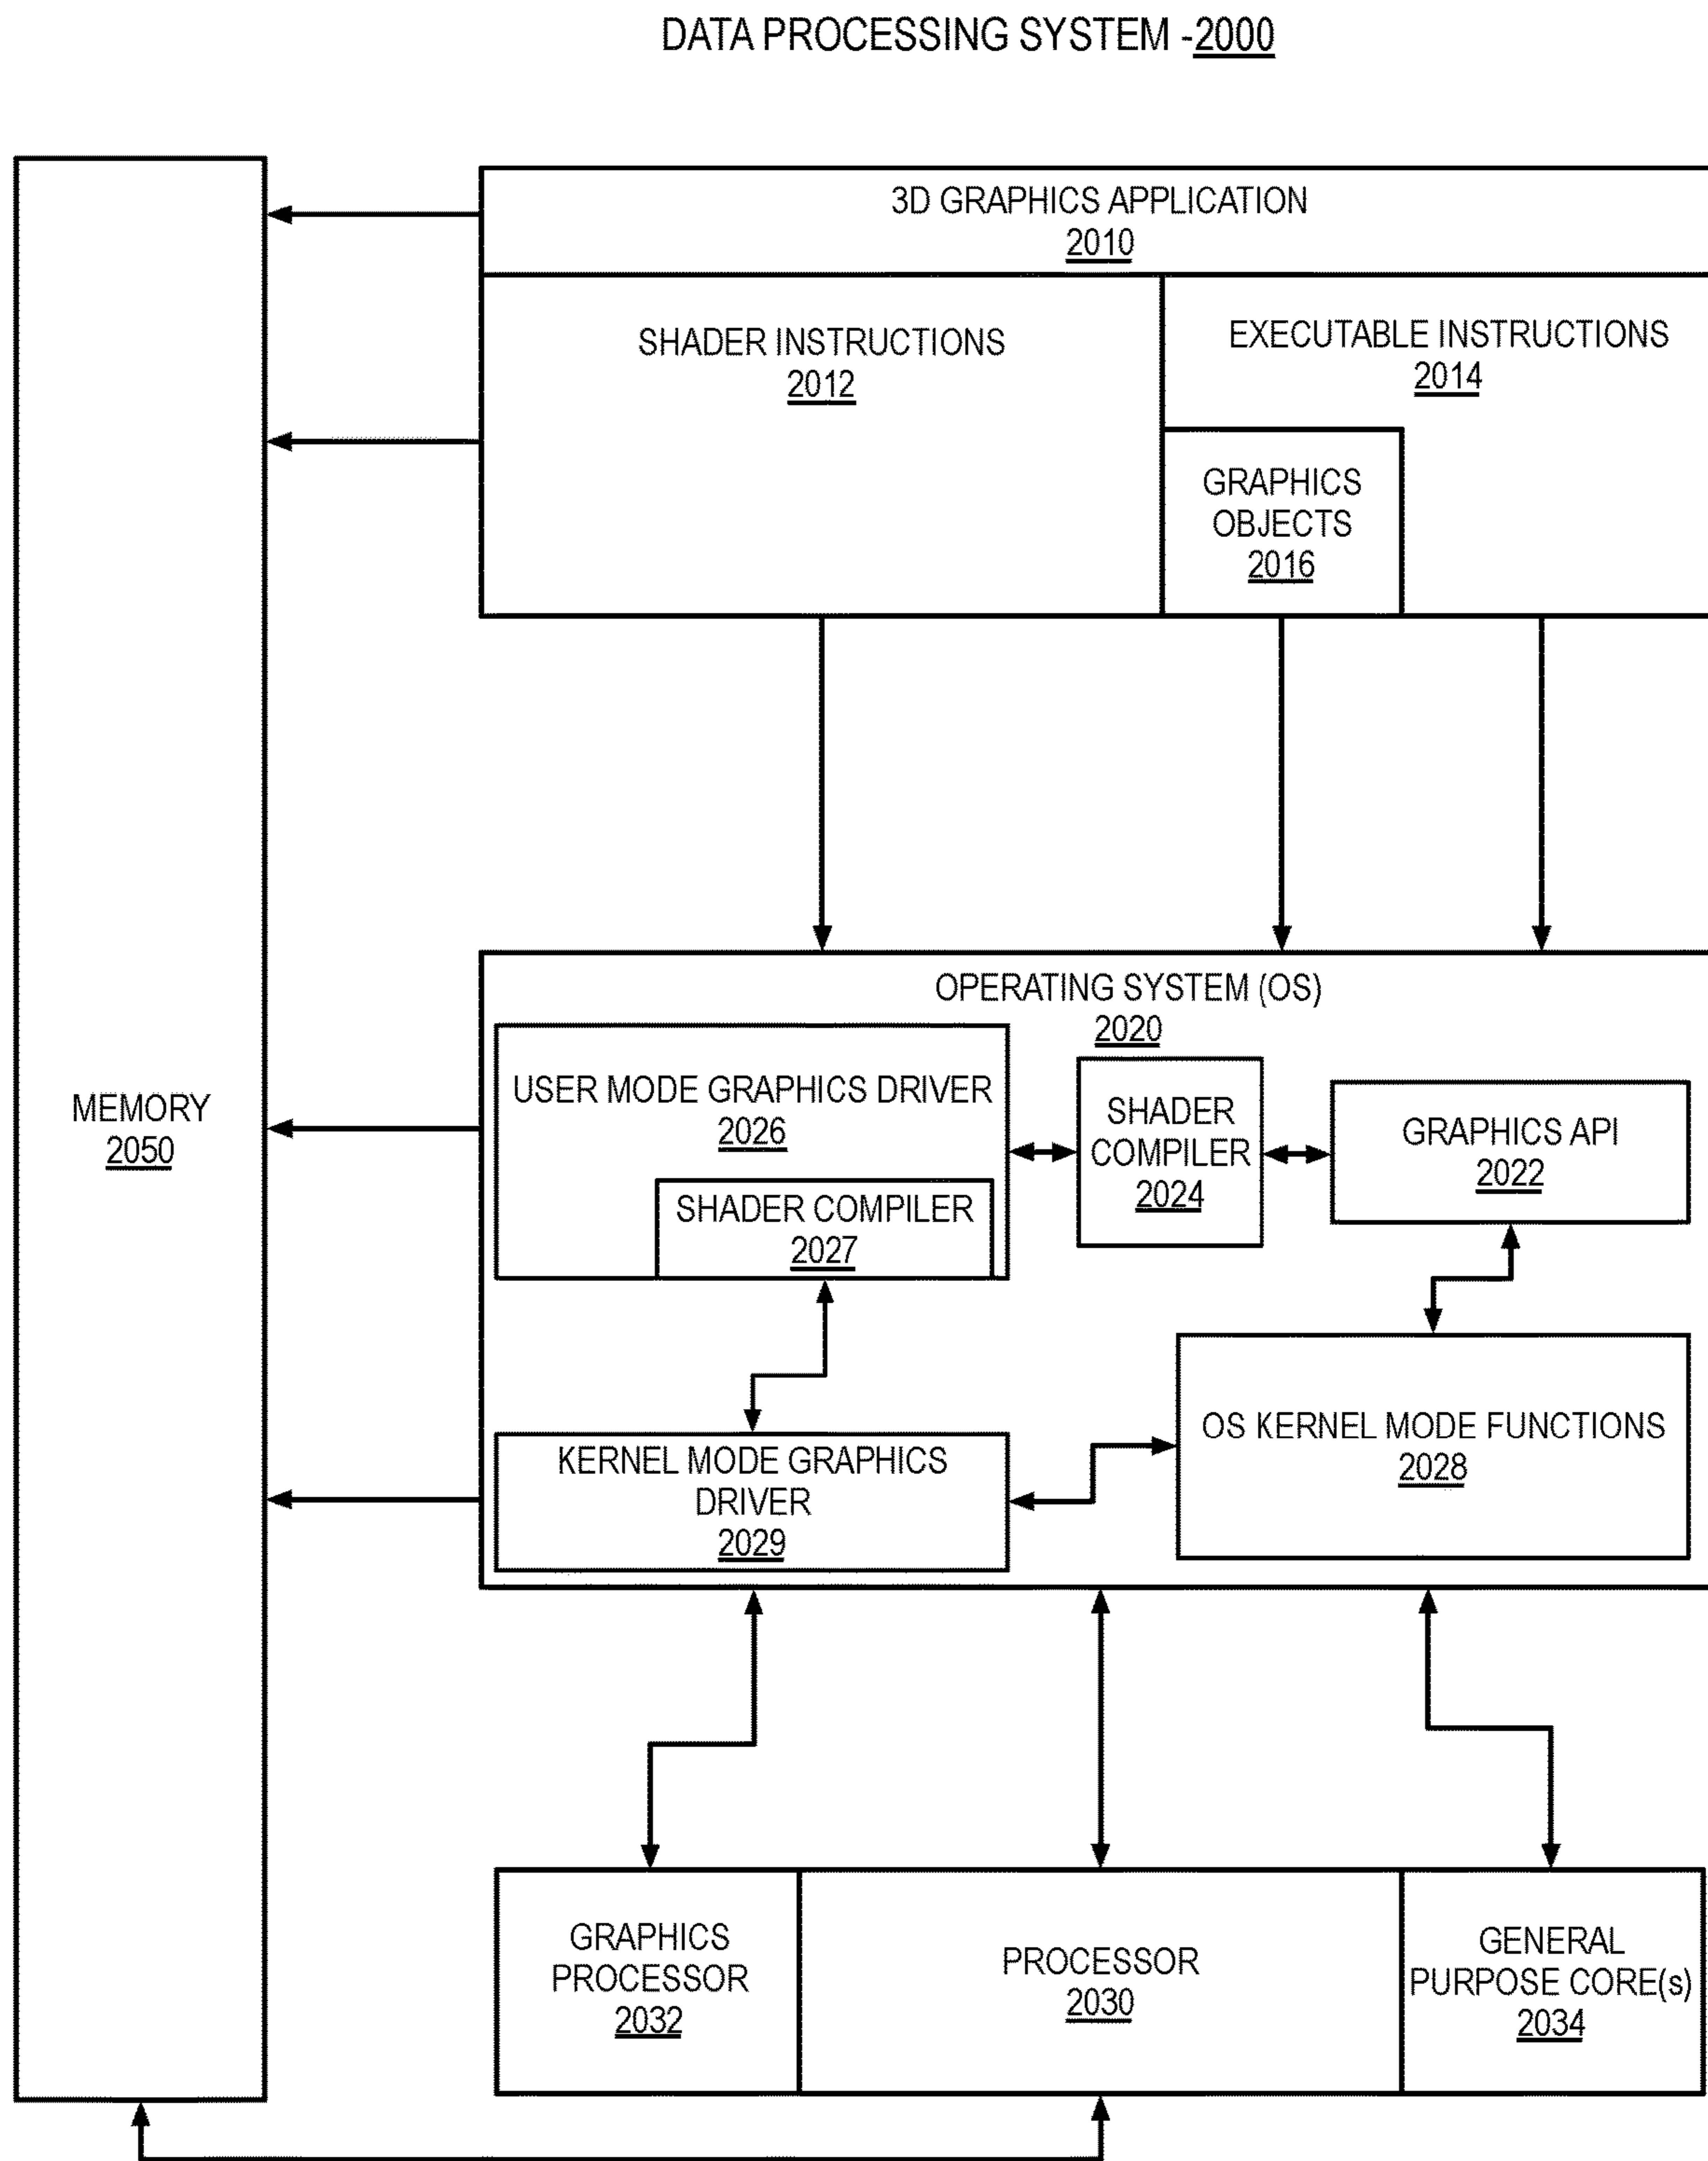 DATA PROCESSING SYSTEM -2000
3D GRAPHICS APPLICATION
2010
SHADER INSTRUCTIONS
2012
EXECUTABLE INSTRUCTIONS
2014
GRAPHICS
OBJECTS
2016
MEMORY
2050
OPERATING SYSTEM (OS)
2020
USER MODE GRAPHICS DRIVER
2026
SHADER COMPILER
2027
SHADER
COMPILER
2024
GRAPHICS API
2022
KERNEL MODE GRAPHICS
DRIVER
2029
OS KERNEL MODE FUNCTIONS
2028
GRAPHICS
PROCESSOR
2032
PROCESSOR
2030
GENERAL
PURPOSE CORE(s)
2034